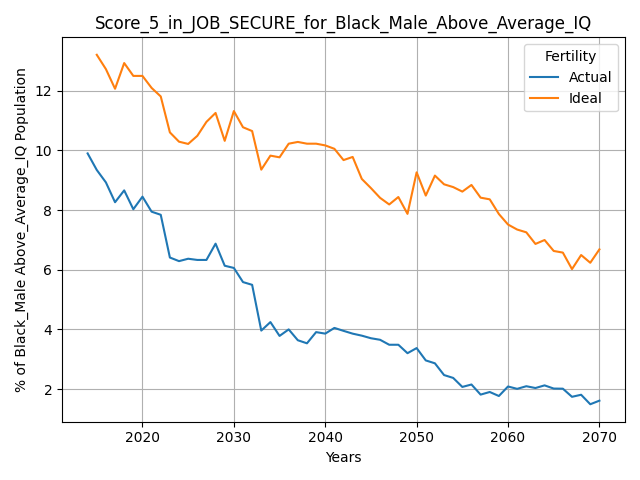 Score_5_in_JOB_SECURE_for_Black_Male_Above_Average_IQ
Fertility
Actual
Ideal
% of Black_Male Above_Average_IQ Population
12
10
8
6
4
2
2020 2030 2040 2050 2060 2070
Years